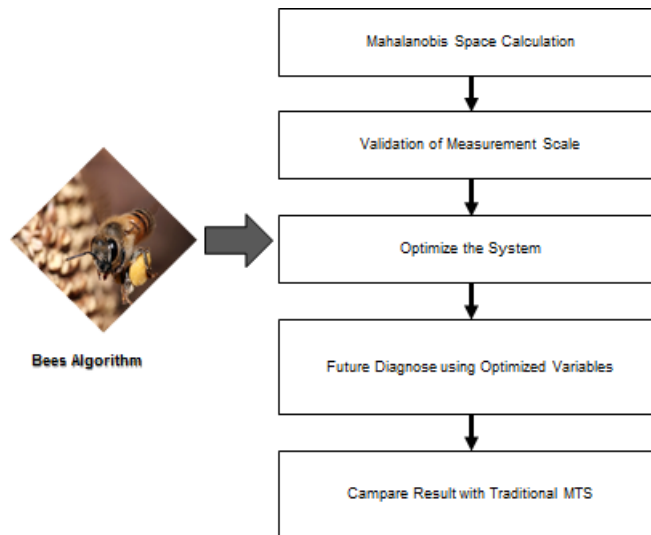 Mahalanobis Space Calculation
Validation of Measurement Scale
Optimize the System
Bees Algorithm
Future Diagnose using Optimized Variables
Campare Result with Traditional MTS